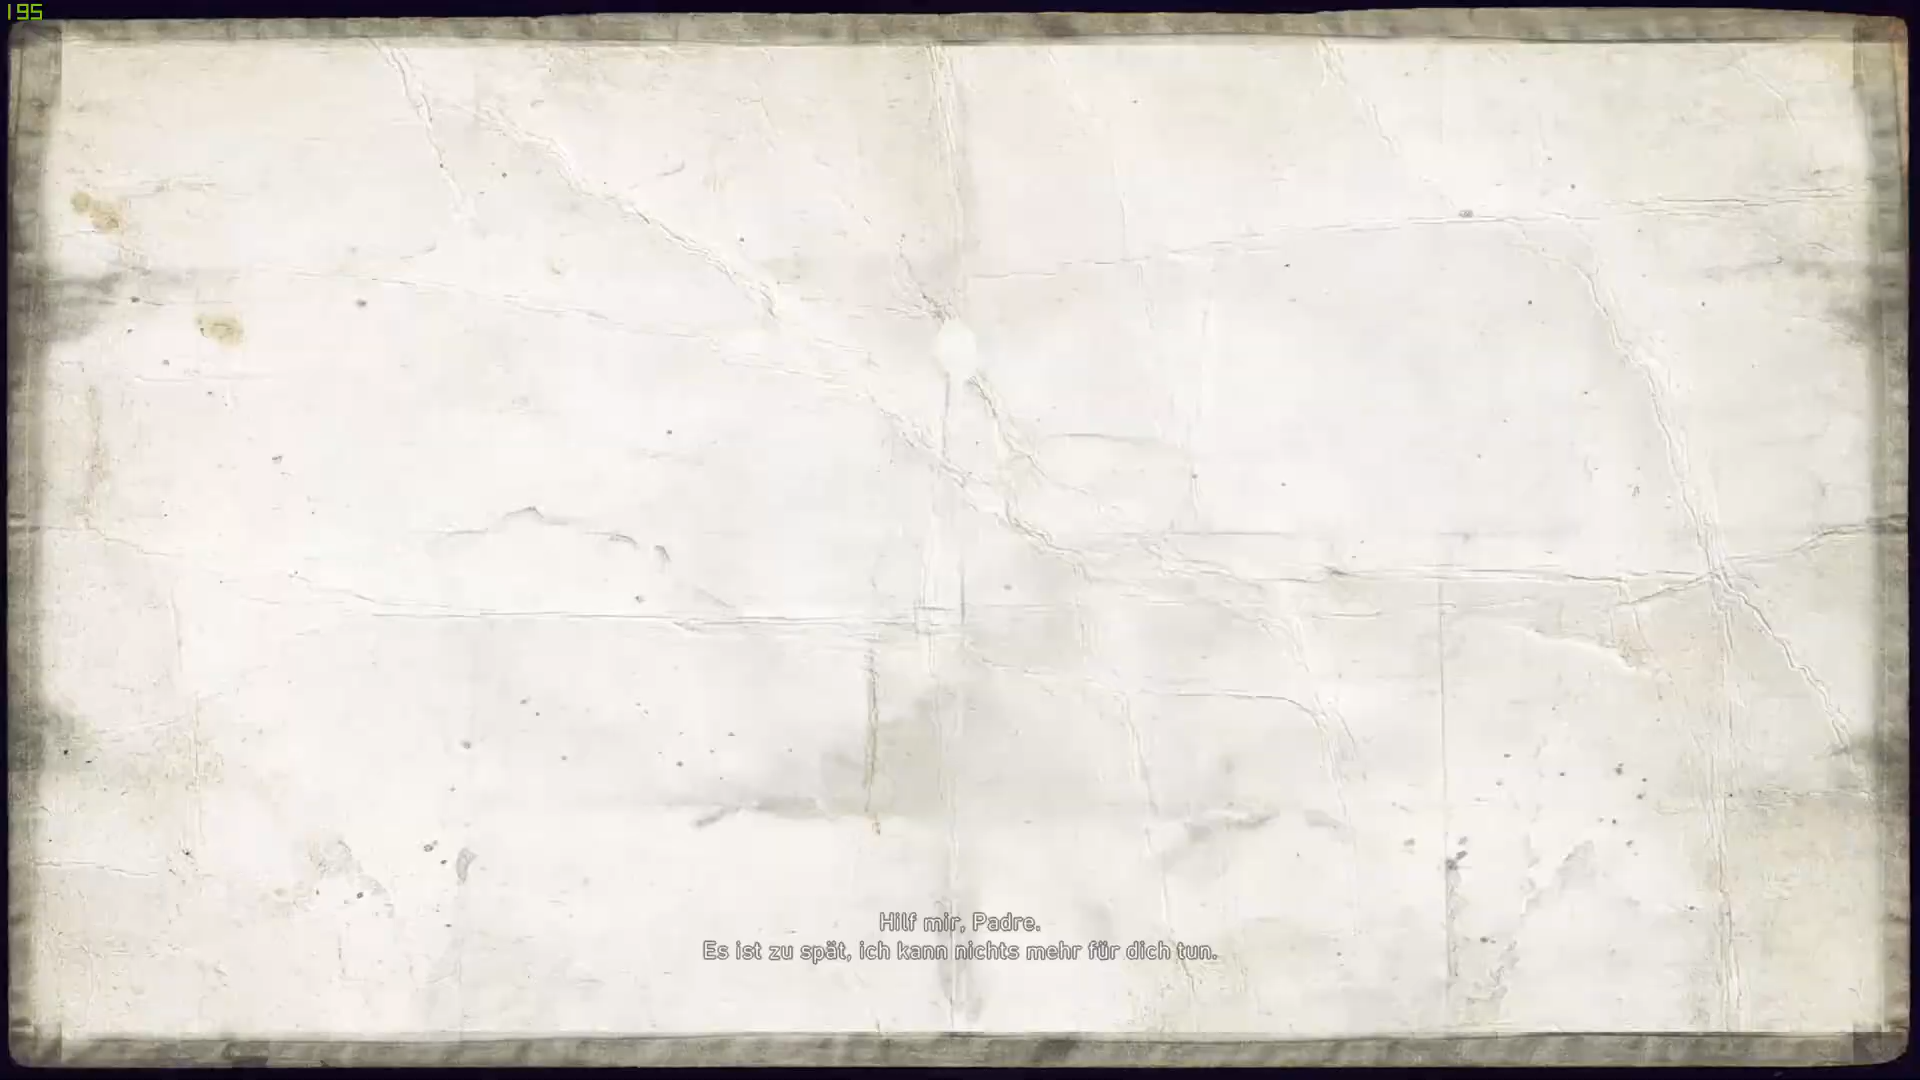 195
Hilf mir, Padre.
Es ist zu spät, ich kann nichts mehr für dich tun.